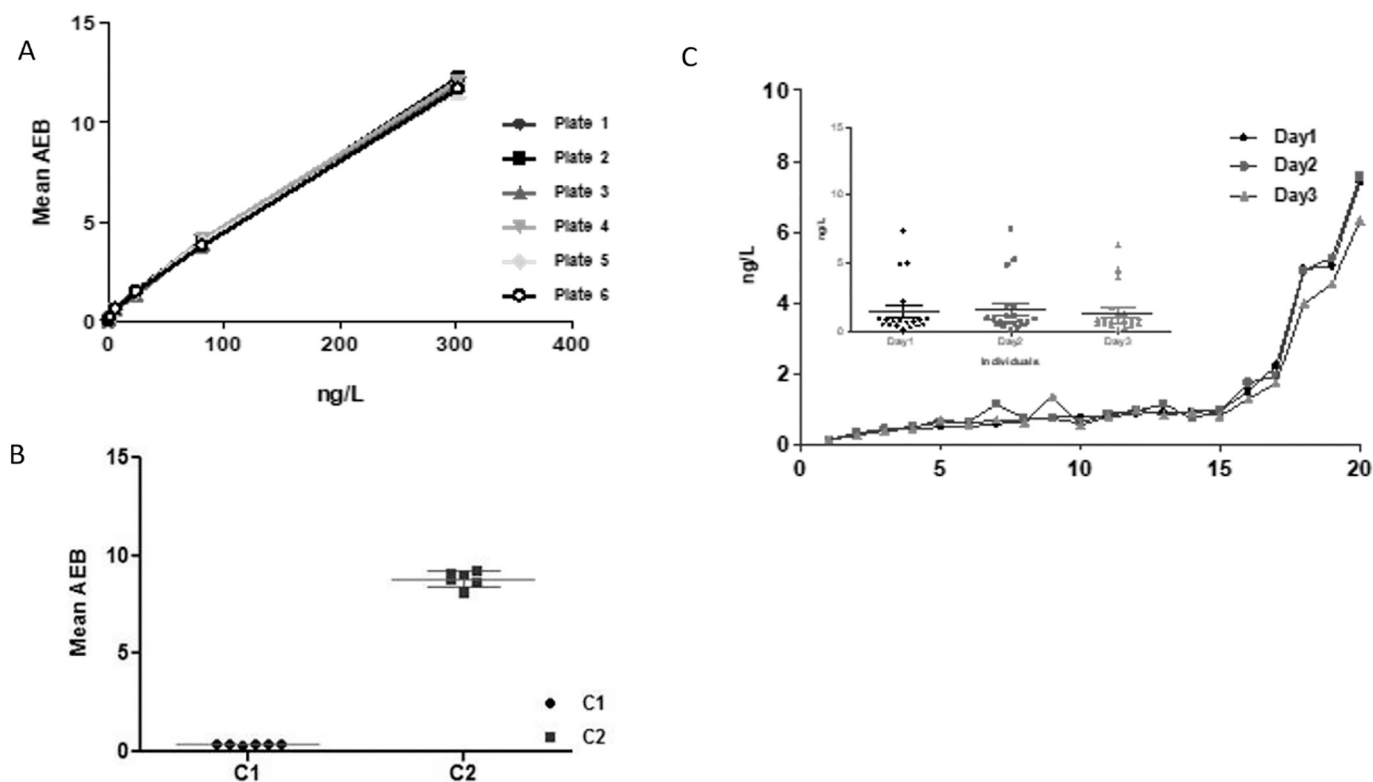 A
15
10
5
0
Mean AEB
0
100
200
300
400
ng/L
Plate 1
Plate 2
Plate 3
Plate 4
Plate 5
Plate 6
B
15
10
5
0
Mean AEB
C1
C2
C1
C2
C
10
8
6
4
2
0
ng/L
0
5
10
15
20
Day1
Day2
Day3
15
10
5
0
ng/L
Day1
Day2
Day3
Individuals